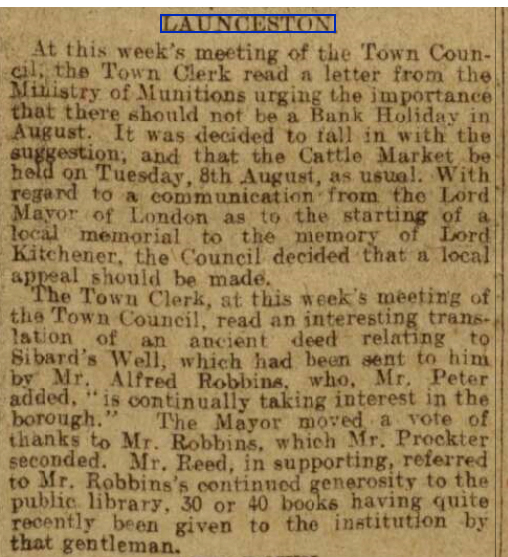 LAUNCESTON
At this week's meeting of the Town Coun-
cil, the Town Clerk read a letter from the
Ministry of Munitions urging the importance
that there should not be a Bank Holiday in
August. It was decided to fall in with the
suggestion, and that the Cattle Market be
held on Tuesday, 8th August, as usual. With
regard to a communication from the Lord
Mayor of London as to the starting of a
local memorial to the memory of Lord
Kitchener, the Council decided that a local
appeal should be made.
The Town Clerk, at this week's meeting of
the Town Council, read an interesting trans-
lation of an ancient deed relating to
Sibard's Well, which had been sent to him
by Mr. Alfred Robbins, who, Mr. Peter
added, "is continually taking interest in the
borough." The Mayor moved a vote of
thanks to Mr. Robbins, which Mr. Prockter
seconded. Mr. Reed, in supporting, referred
to Mr. Robbins's continued generosity to the
public library, 30 or 40 books having quite
recently been given to the institution by
that gentleman.